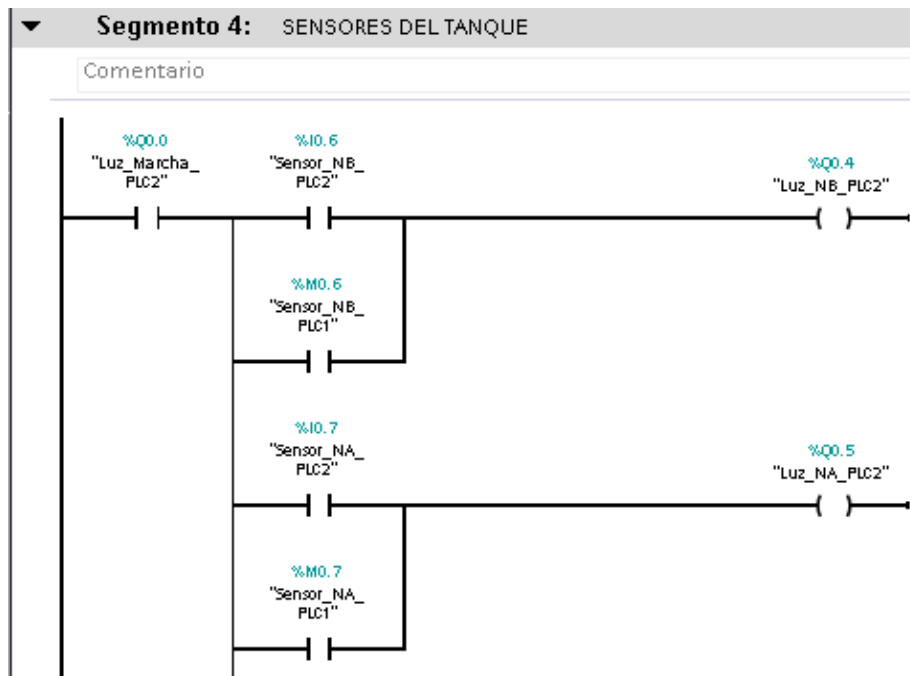 Segmento 4: SENSORES DEL TANQUE
Comentario
%Q0.0
"Luz_Marcha_
PLC2"
%I0.6
"Sensor_NB_
PLC2"
%Q0.4
"Luz_NB_PLC2"
%M0.6
"Sensor_NB_
PLC1"
%I0.7
"Sensor_NA_
PLC2"
%Q0.5
"Luz_NA_PLC2"
%M0.7
"Sensor_NA_
PLC1"